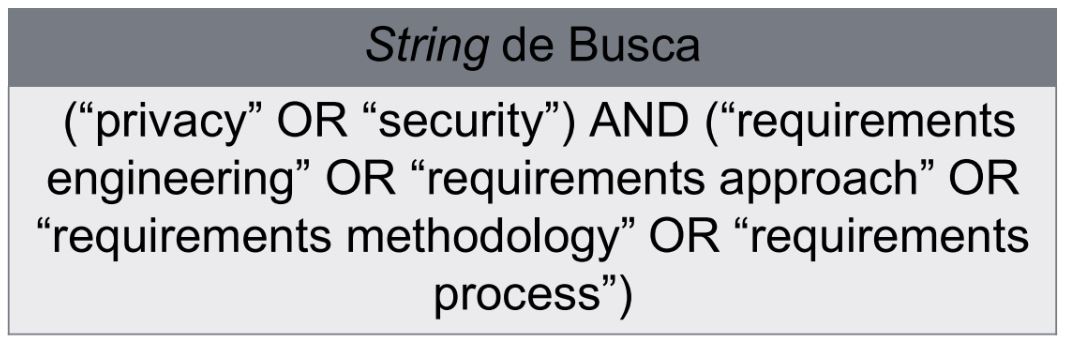 String de Busca
(“privacy” OR “security”) AND (“requirements
engineering” OR “requirements approach” OR
“requirements methodology” OR “requirements
process”)